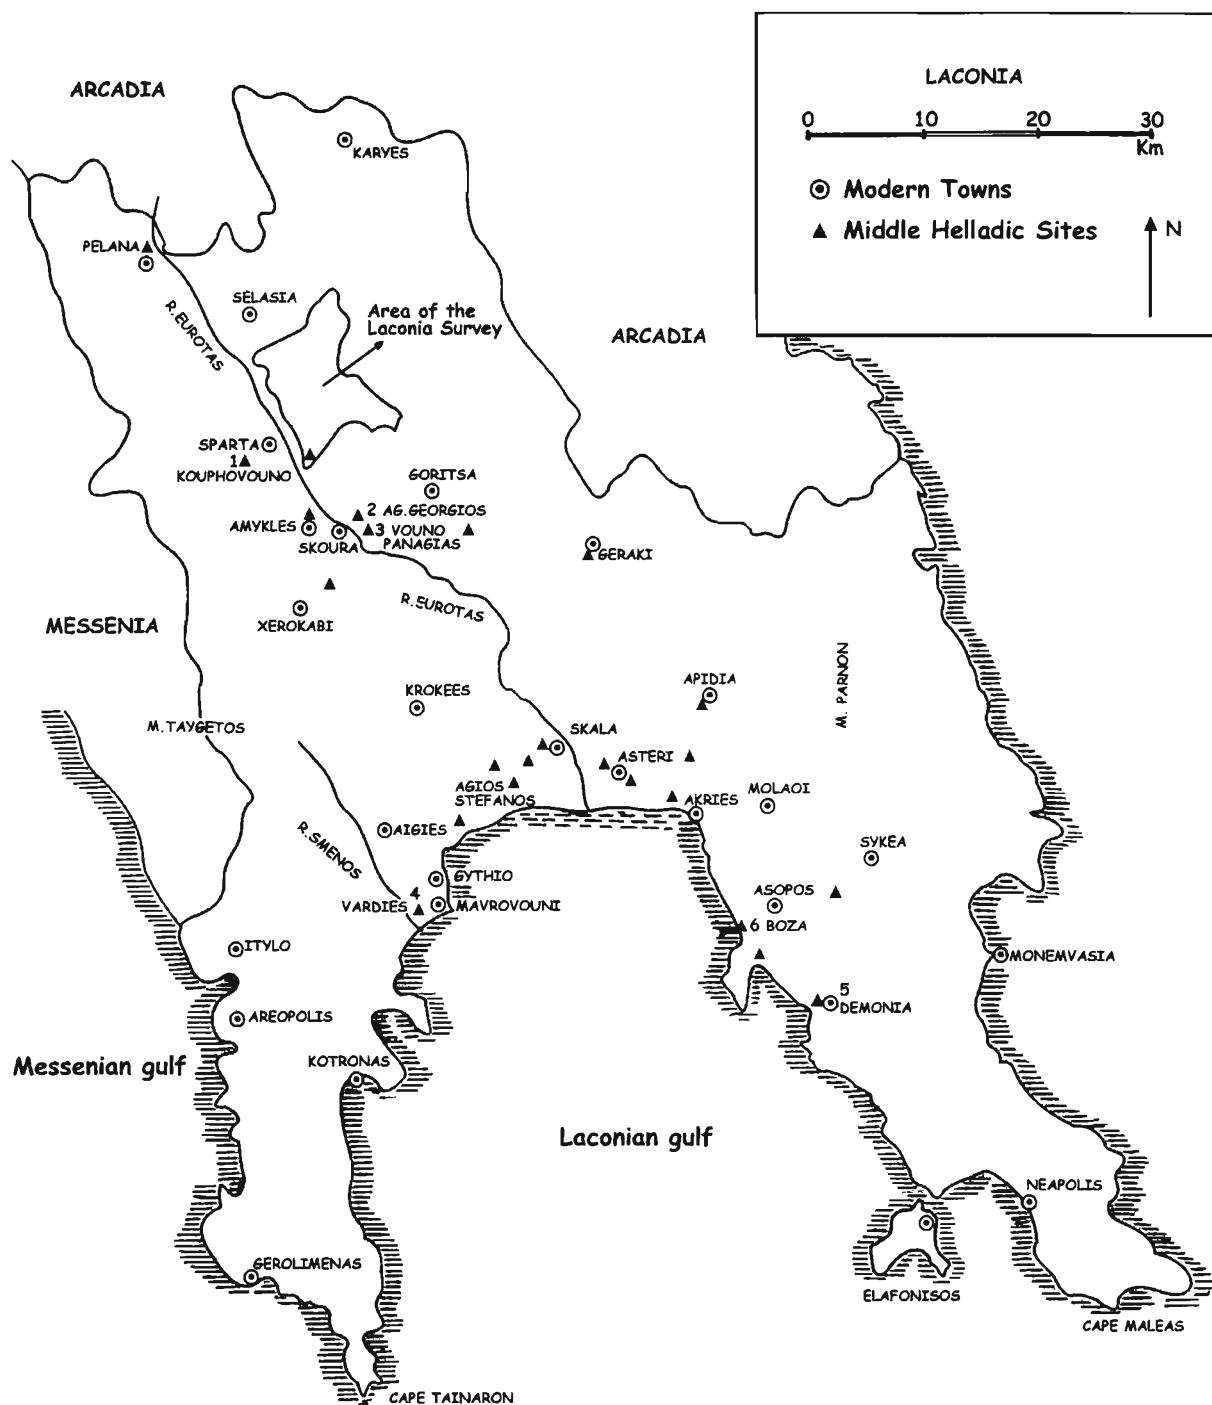 LACONIA
0 10 20 30
Km
Modern Towns
Middle Helladic Sites
N
ARCADIA
KARYES
PELANA
SELASIA
R. EUROTAS
Area of the
Laconia Survey
ARCADIA
SPARTA
1
KOUPHOVOUNO
GORITSA
2 AG. GEORGIOS
AMYKLES
SKOURA
3 VOUNO
PANAGIAS
GERAKI
R. EUROTAS
XEROKABI
MESSENIA
M. PARNON
APIDIA
KROKEES
M. TAYGETOS
SKALA
ASTERI
AGIOS
STEFANOS
AKRIES
MOLAOI
AIGIES
R. SMENOS
SYKEA
GYTHIO
4
VARDIES
MAVROVOUNI
ASOPOS
6 BOZA
ITYLO
MONEMVASIA
5
DEMONIA
AREOPOLIS
KOTRONAS
Messenian gulf
Laconian gulf
NEAPOLIS
GEROLIMENAS
ELAFONISOS
CAPE MALEAS
CAPE TAINARON